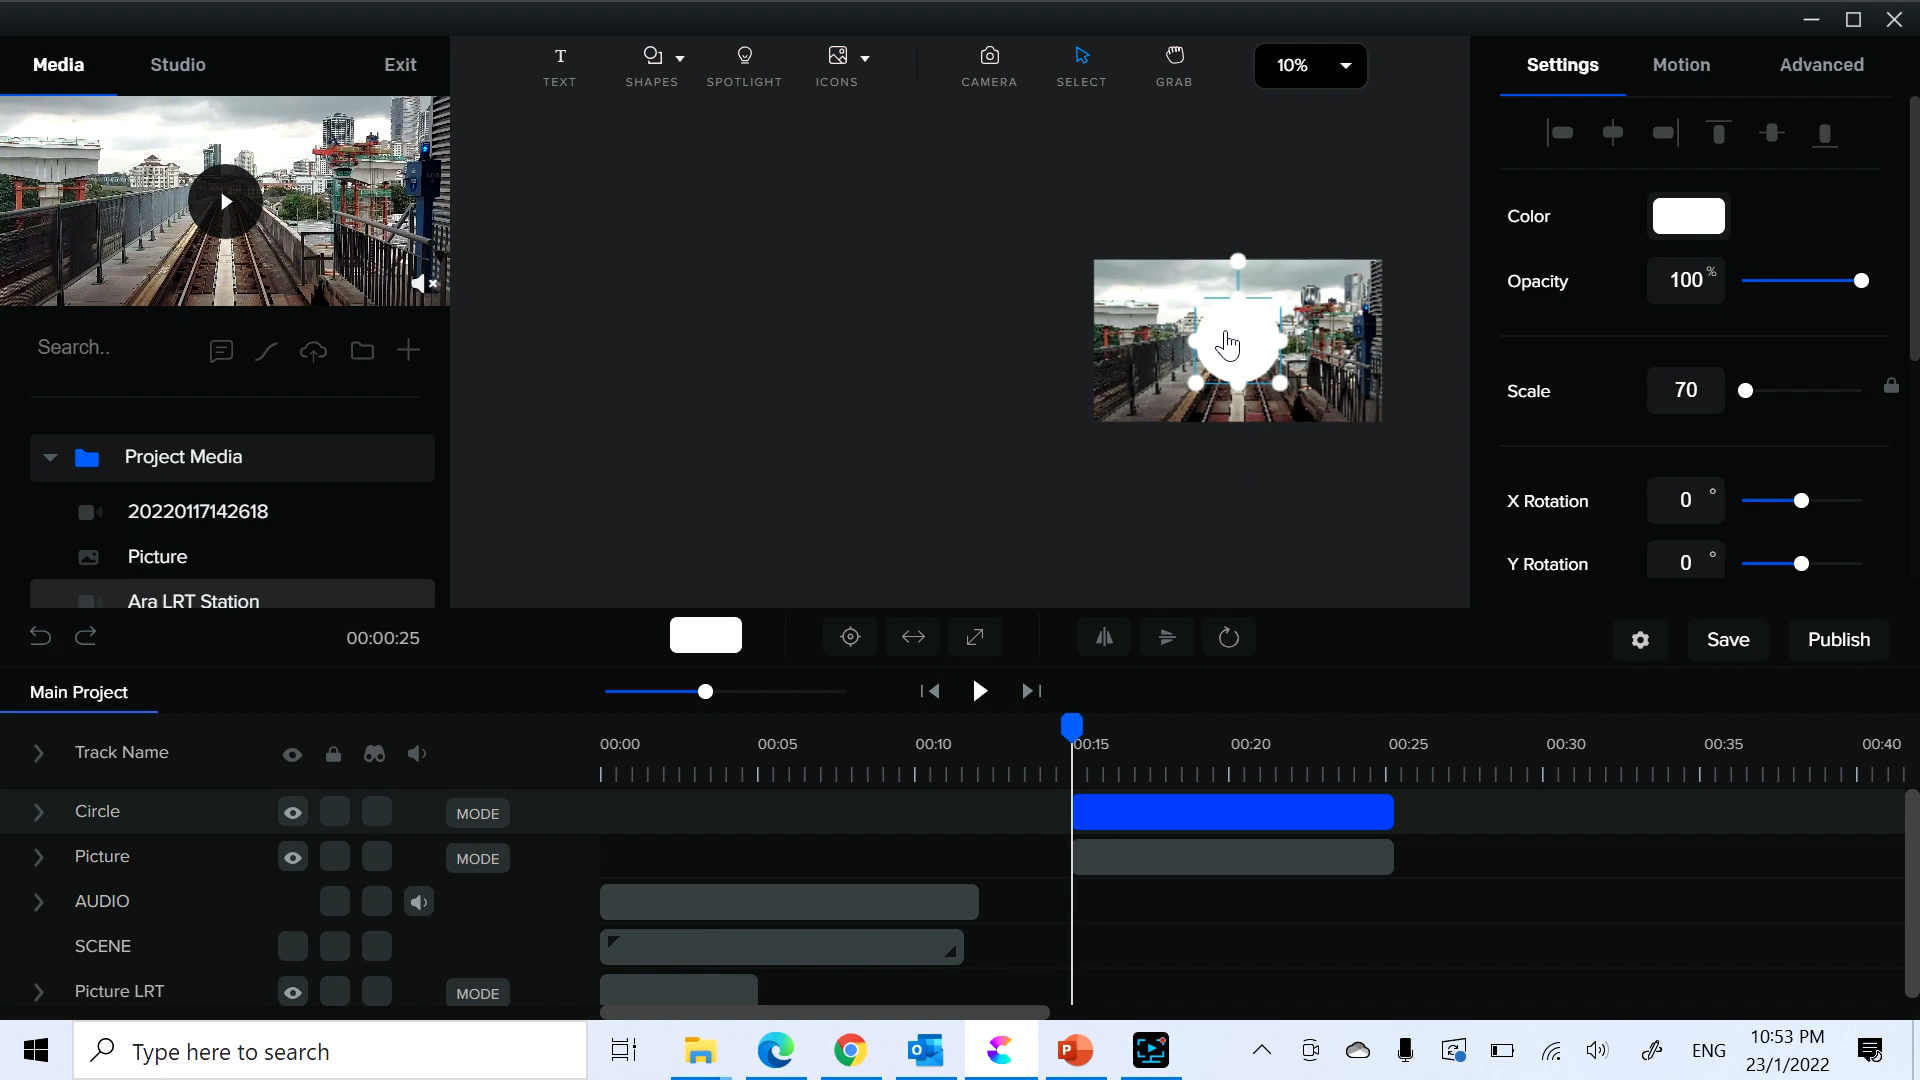 Media
Studio
Exit
TEXT
SHAPES
SPOTLIGHT
ICONS
CAMERA
SELECT
GRAB
10%
Settings
Motion
Advanced
Color
Opacity
100 %
Scale
70
X Rotation
0 °
Y Rotation
0 °
Search..
Project Media
20220117142618
Picture
Ara LRT Station
00:00:25
Save
Publish
Main Project
Track Name
00:00
00:05
00:10
00:15
00:20
00:25
00:30
00:35
00:40
Circle
MODE
Picture
MODE
AUDIO
SCENE
Picture LRT
MODE
Type here to search
ENG
10:53 PM
23/1/2022